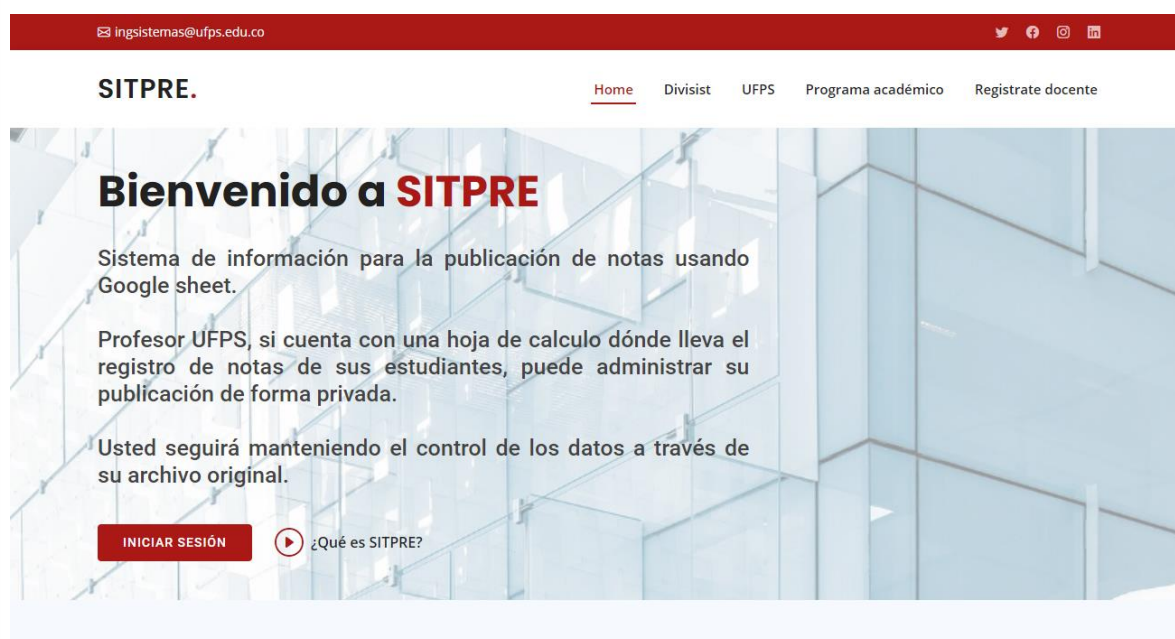 ingsistemas@ufps.edu.co
SITPRE.
Home Divisist UFPS Programa académico Registrate docente
Bienvenido a SITPRE
Sistema de información para la publicación de notas usando
Google sheet.
Profesor UFPS, si cuenta con una hoja de calculo dónde lleva el
registro de notas de sus estudiantes, puede administrar su
publicación de forma privada.
Usted seguirá manteniendo el control de los datos a través de
su archivo original.
INICIAR SESIÓN
¿Qué es SITPRE?